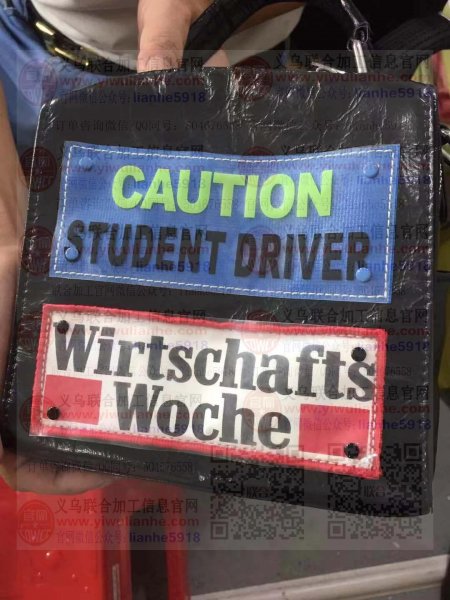 CAUTION
STUDENT DRIVER
Wirtschafts
Woche
义乌联合加工信息官网
www.yiwulianhe.com
官网微信公众号: lianhe5918